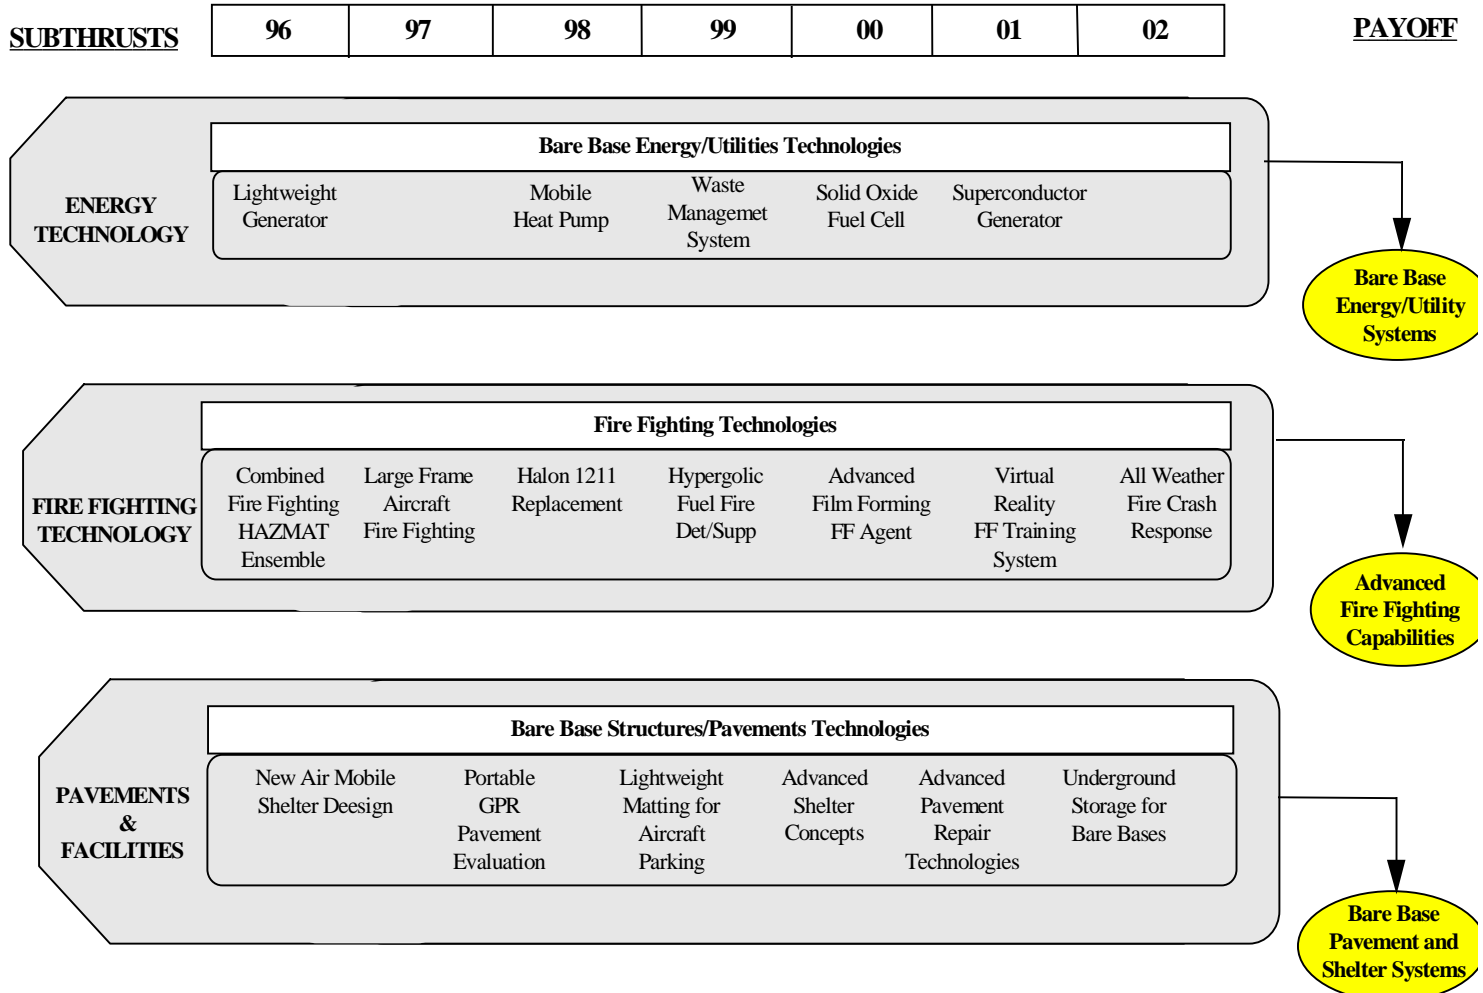 SUBTHRUSTS
96
97
98
99
00
01
02
PAYOFF
ENERGY
TECHNOLOGY
Bare Base Energy/Utilities Technologies
Lightweight
Generator
Mobile
Heat Pump
Waste
Managemet
System
Solid Oxide
Fuel Cell
Superconductor
Generator
Bare Base
Energy/Utility
Systems
FIRE FIGHTING
TECHNOLOGY
Fire Fighting Technologies
Combined
Fire Fighting
HAZMAT
Ensemble
Large Frame
Aircraft
Fire Fighting
Halon 1211
Replacement
Hypergolic
Fuel Fire
Det/Supp
Advanced
Film Forming
FF Agent
Virtual
Reality
FF Training
System
All Weather
Fire Crash
Response
Advanced
Fire Fighting
Capabilities
PAVEMENTS
&
FACILITIES
Bare Base Structures/Pavements Technologies
New Air Mobile
Shelter Deesign
Portable
GPR
Pavement
Evaluation
Lightweight
Matting for
Aircraft
Parking
Advanced
Shelter
Concepts
Advanced
Pavement
Repair
Technologies
Underground
Storage for
Bare Bases
Bare Base
Pavement and
Shelter Systems